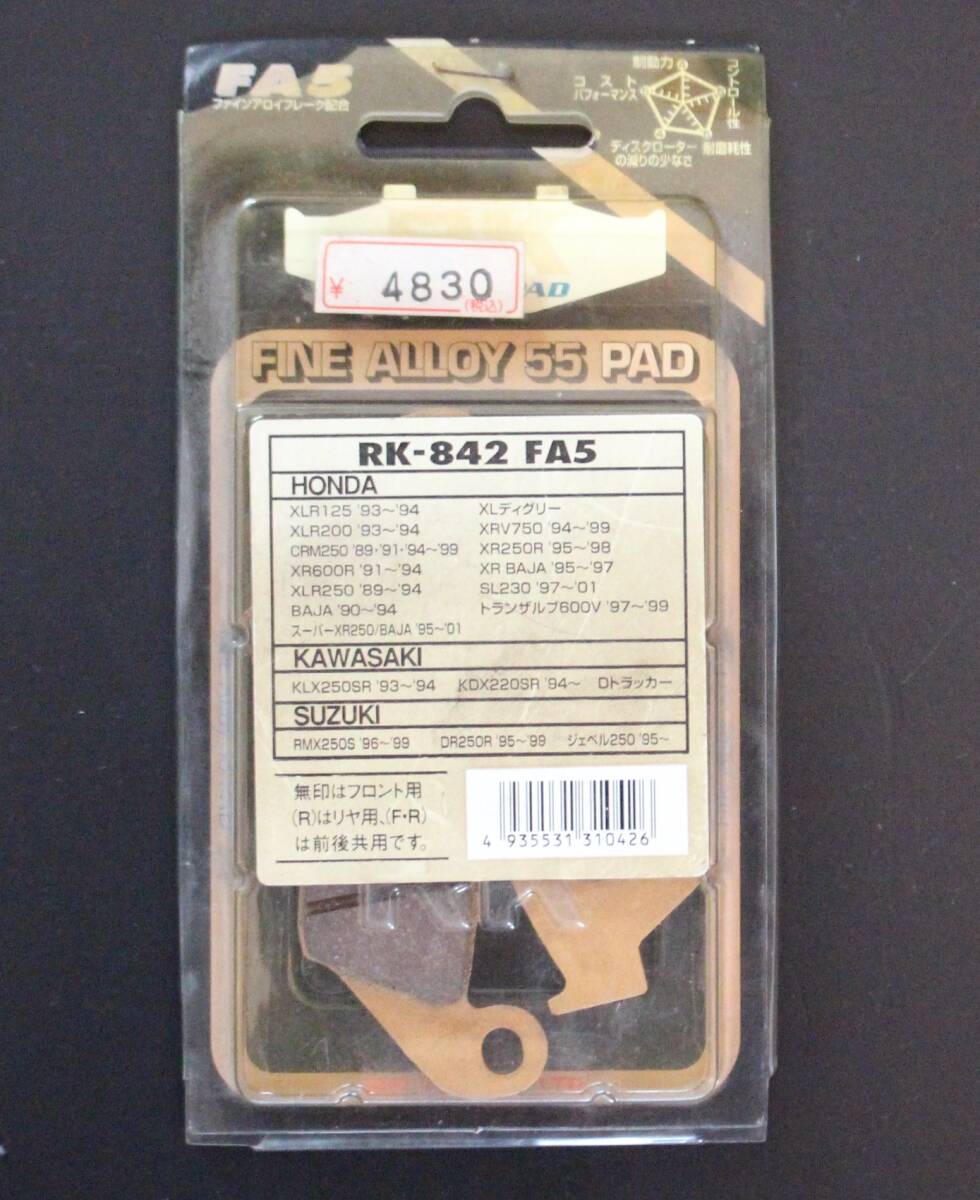 FA5
ファインアロイフレーク配合
制動力
コントロール性
コスト
パフォーマンス
ディスクローター
の減りの少なさ
耐磨耗性
¥ 4830
(税込)
PAD
FINE ALLOY 55 PAD
RK-842 FA5
HONDA
XLR125 '93～'94 XLディグリー
XLR200 '93～'94 XRV750 '94～'99
CRM250 '89・'91・'94～'99 XR250R '95～'98
XR600R '91～'94 XR BAJA '95～'97
XLR250 '89～'94 SL230 '97～'01
BAJA '90～'94 トランザルプ600V '97～'99
スーパーXR250/BAJA '95～'01
KAWASAKI
KLX250SR '93～'94 KDX220SR '94～ Dトラッカー
SUZUKI
RMX250S '96～'99 DR250R '95～'99 ジェベル250 '95～
無印はフロント用
(R)はリヤ用、(F・R)
は前後共用です。
4 935531 310426